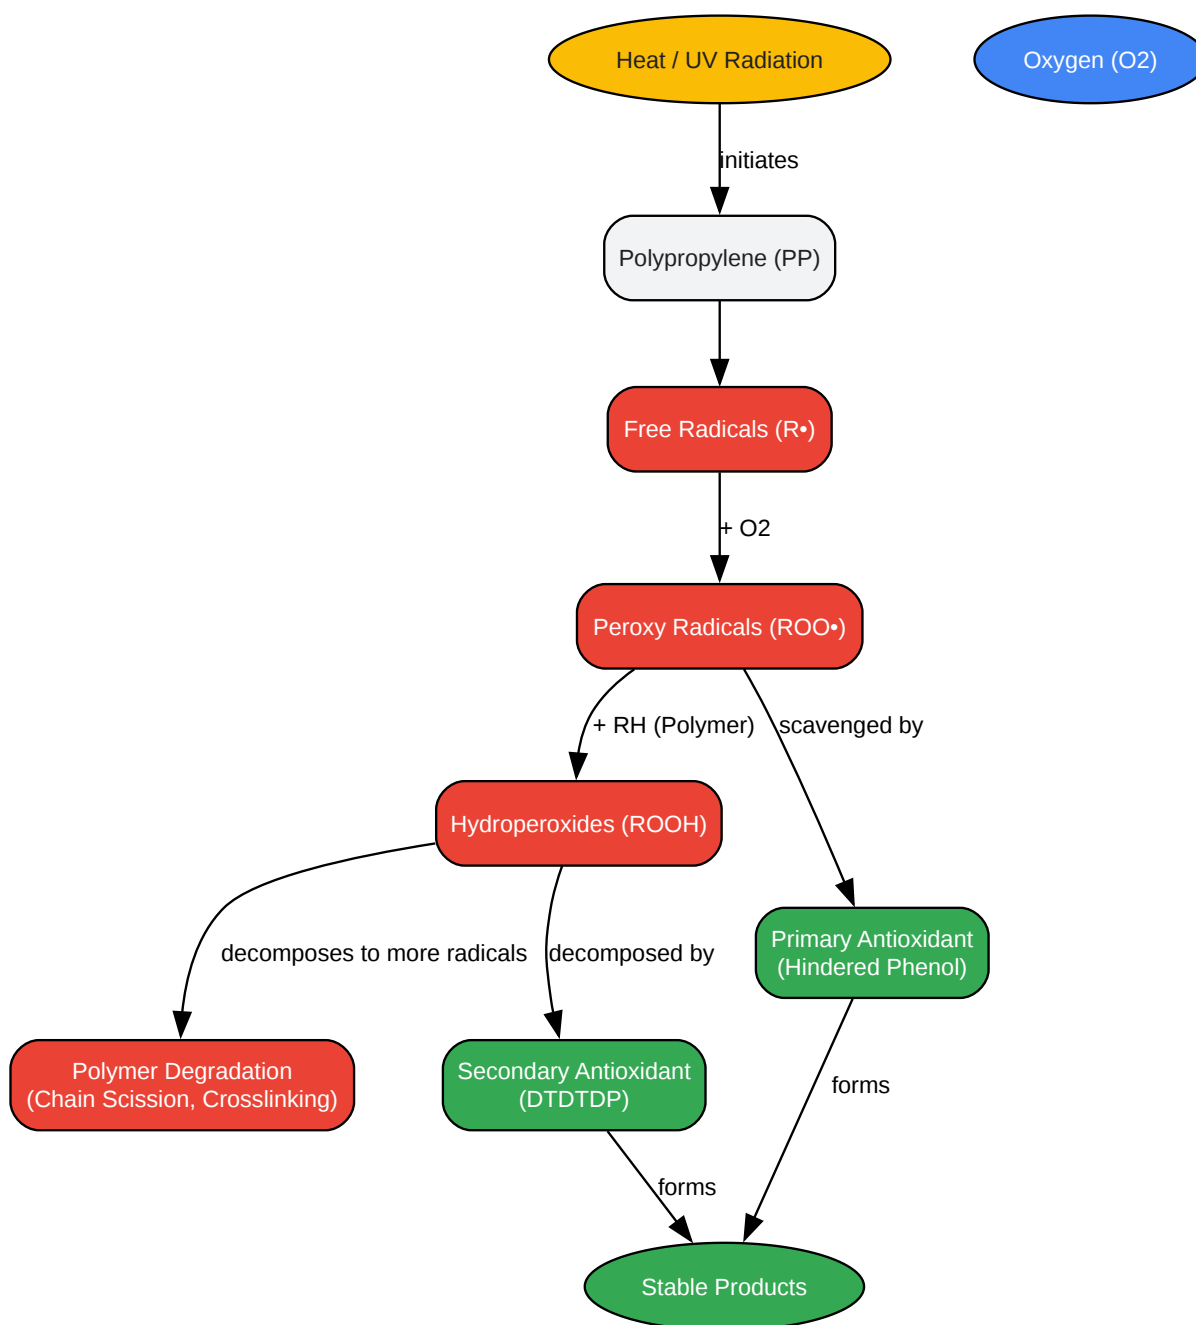 Heat / UV Radiation
Oxygen (O2)
initiates
Polypropylene (PP)
Free Radicals (R•)
+ O2
Peroxy Radicals (ROO•)
+ RH (Polymer)
scavenged by
Hydroperoxides (ROOH)
Primary Antioxidant
(Hindered Phenol)
decomposes to more radicals
decomposed by
Polymer Degradation
(Chain Scission, Crosslinking)
Secondary Antioxidant
(DTDTDP)
forms
forms
Stable Products